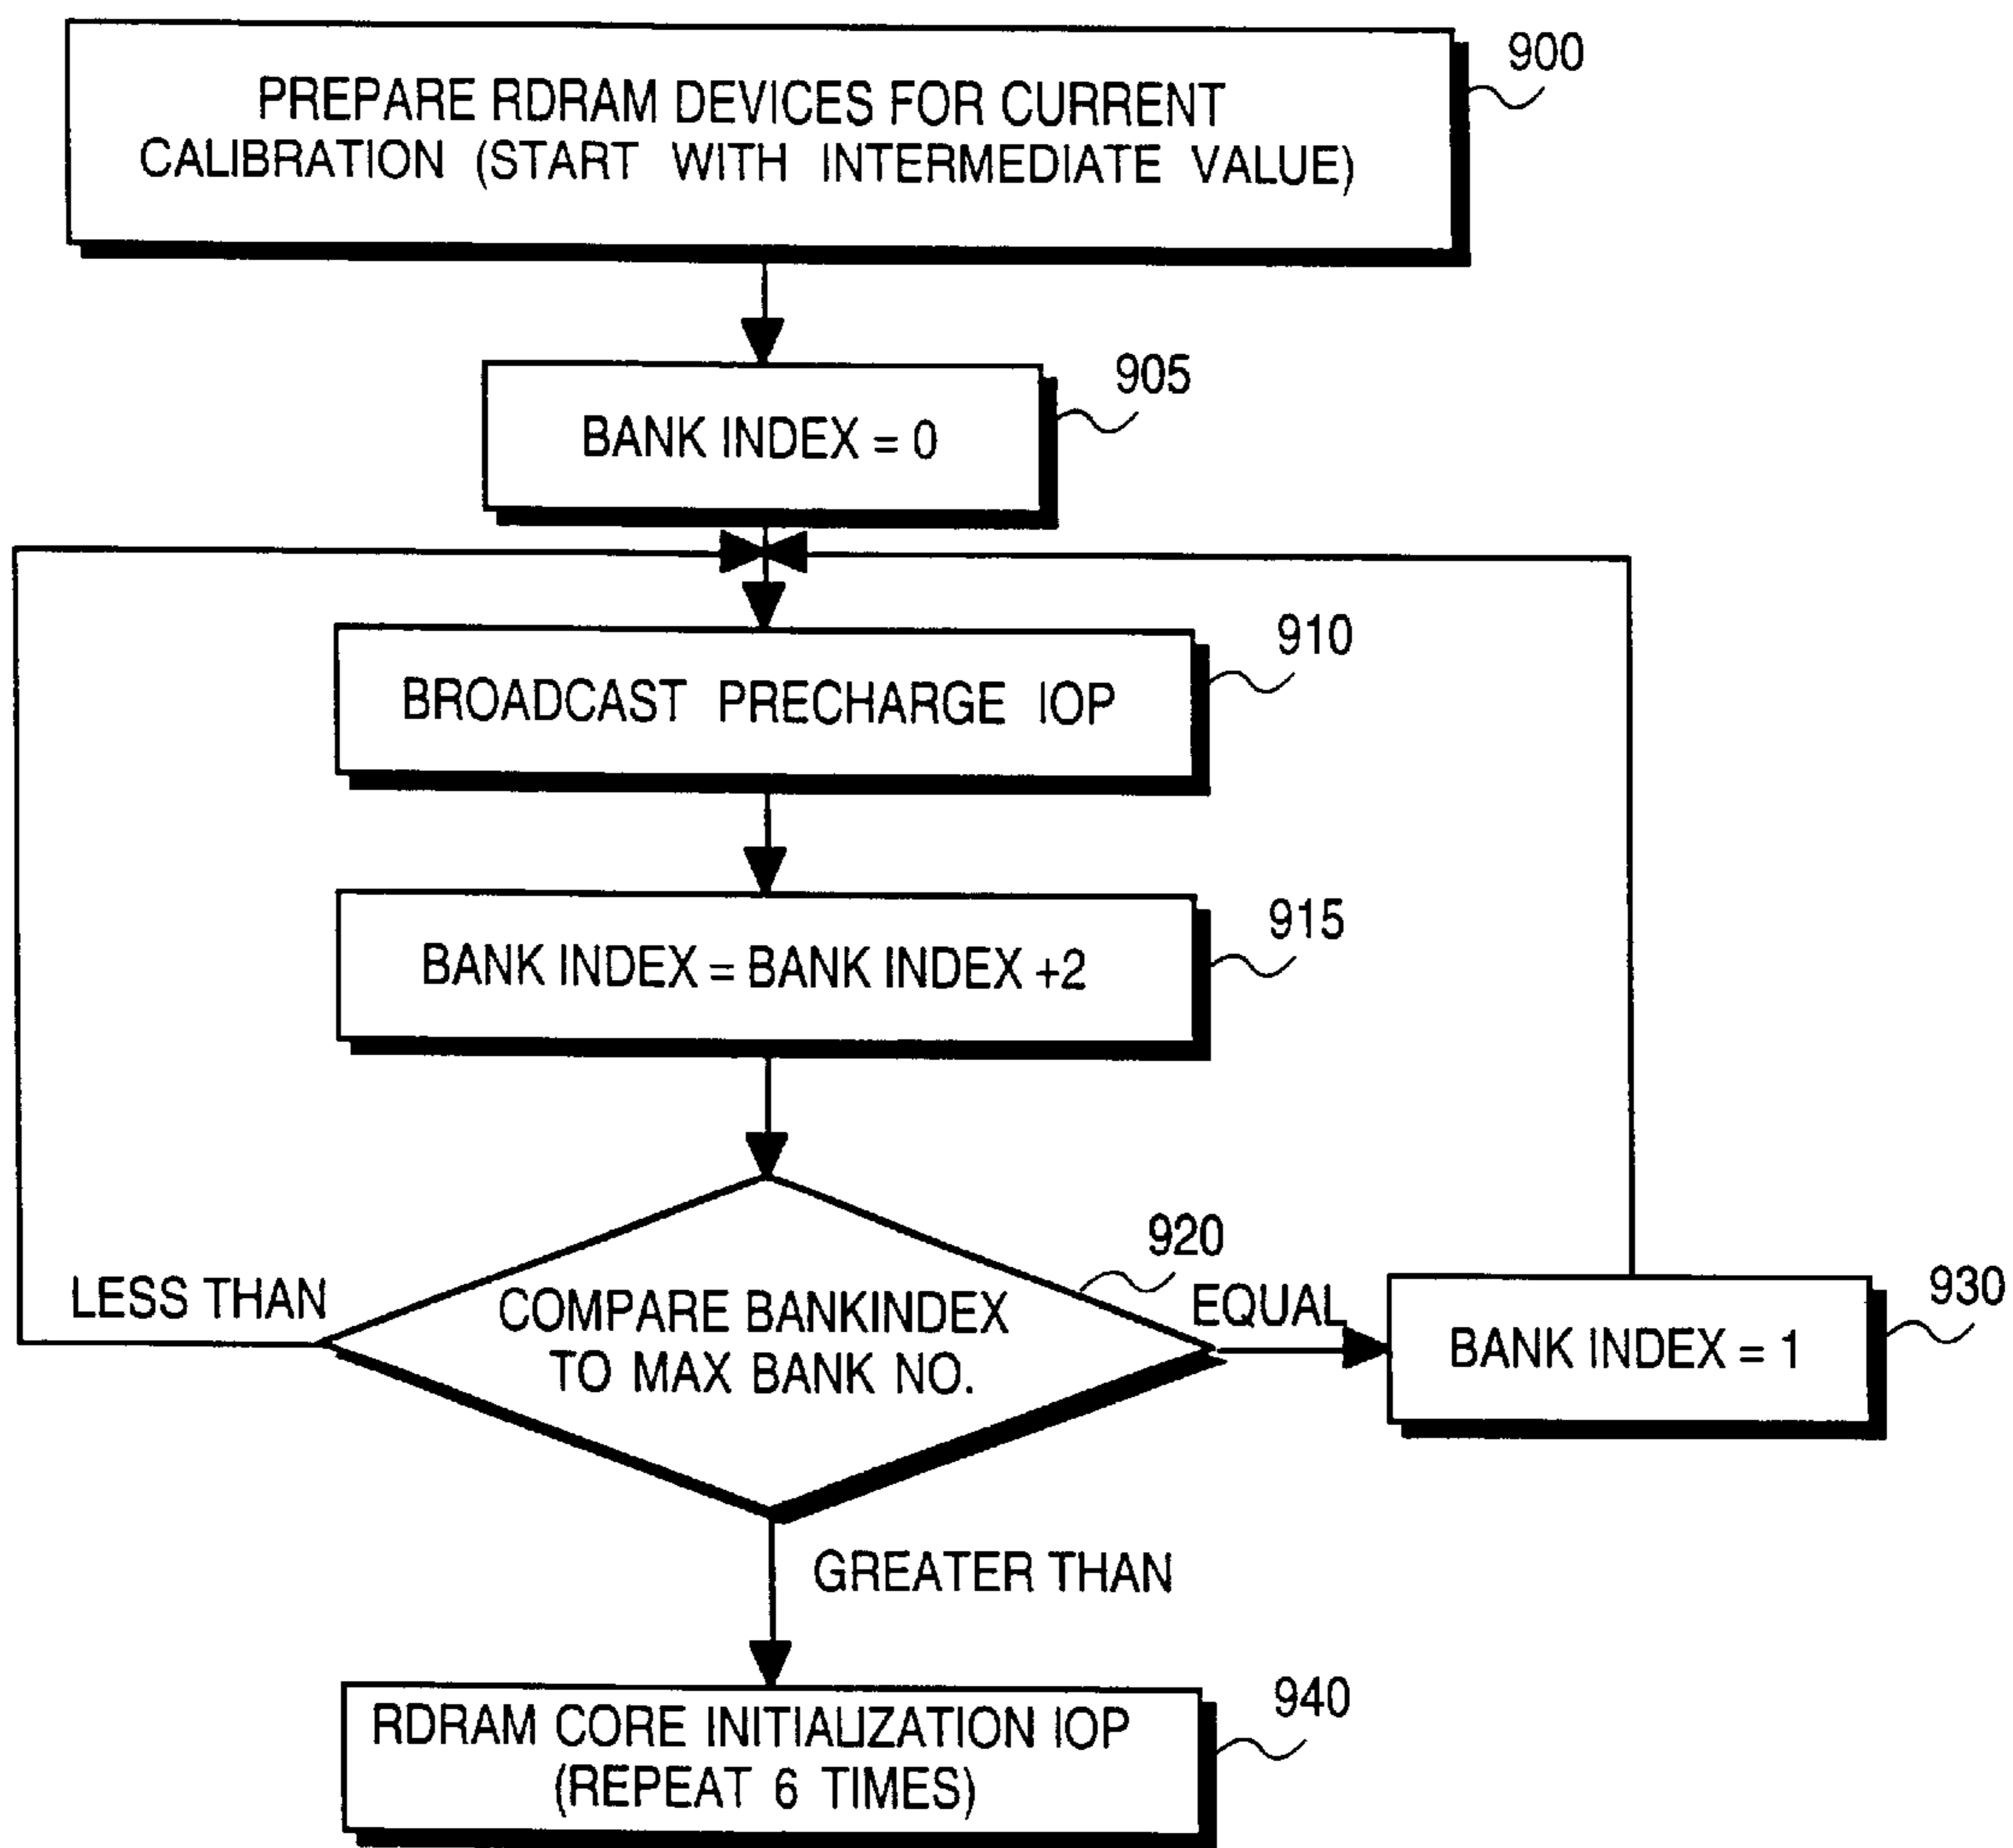 900
PREPARE RDRAM DEVICES FOR CURRENT
CALIBRATION (START WITH INTERMEDIATE VALUE)
905
BANK INDEX = 0
910
BROADCAST PRECHARGE IOP
915
BANK INDEX = BANK INDEX +2
920
LESS THAN
COMPARE BANKINDEX
TO MAX BANK NO.
EQUAL
930
BANK INDEX = 1
GREATER THAN
940
RDRAM CORE INITIALIZATION IOP
(REPEAT 6 TIMES)